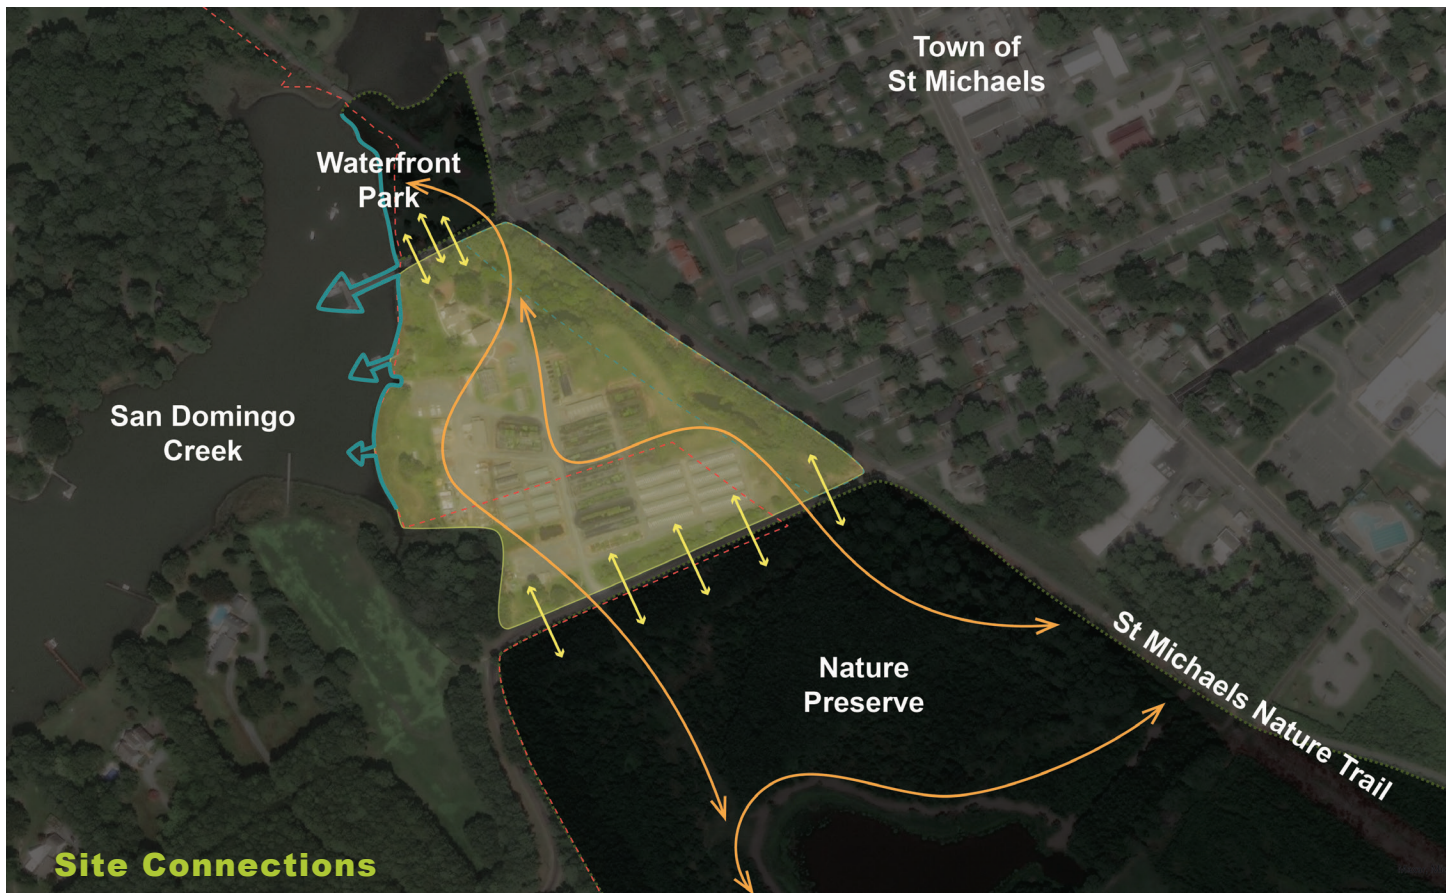 Town of
St Michaels
Waterfront
Park
San Domingo
Creek
Nature
Preserve
St Michaels Nature Trail
Site Connections